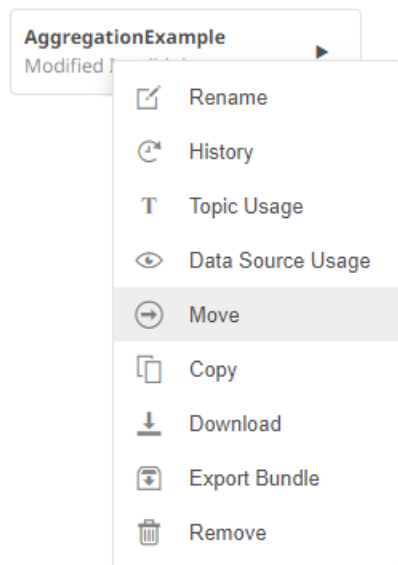 AggregationExample
Modified
Rename
History
T Topic Usage
Data Source Usage
Move
Copy
Download
Export Bundle
Remove